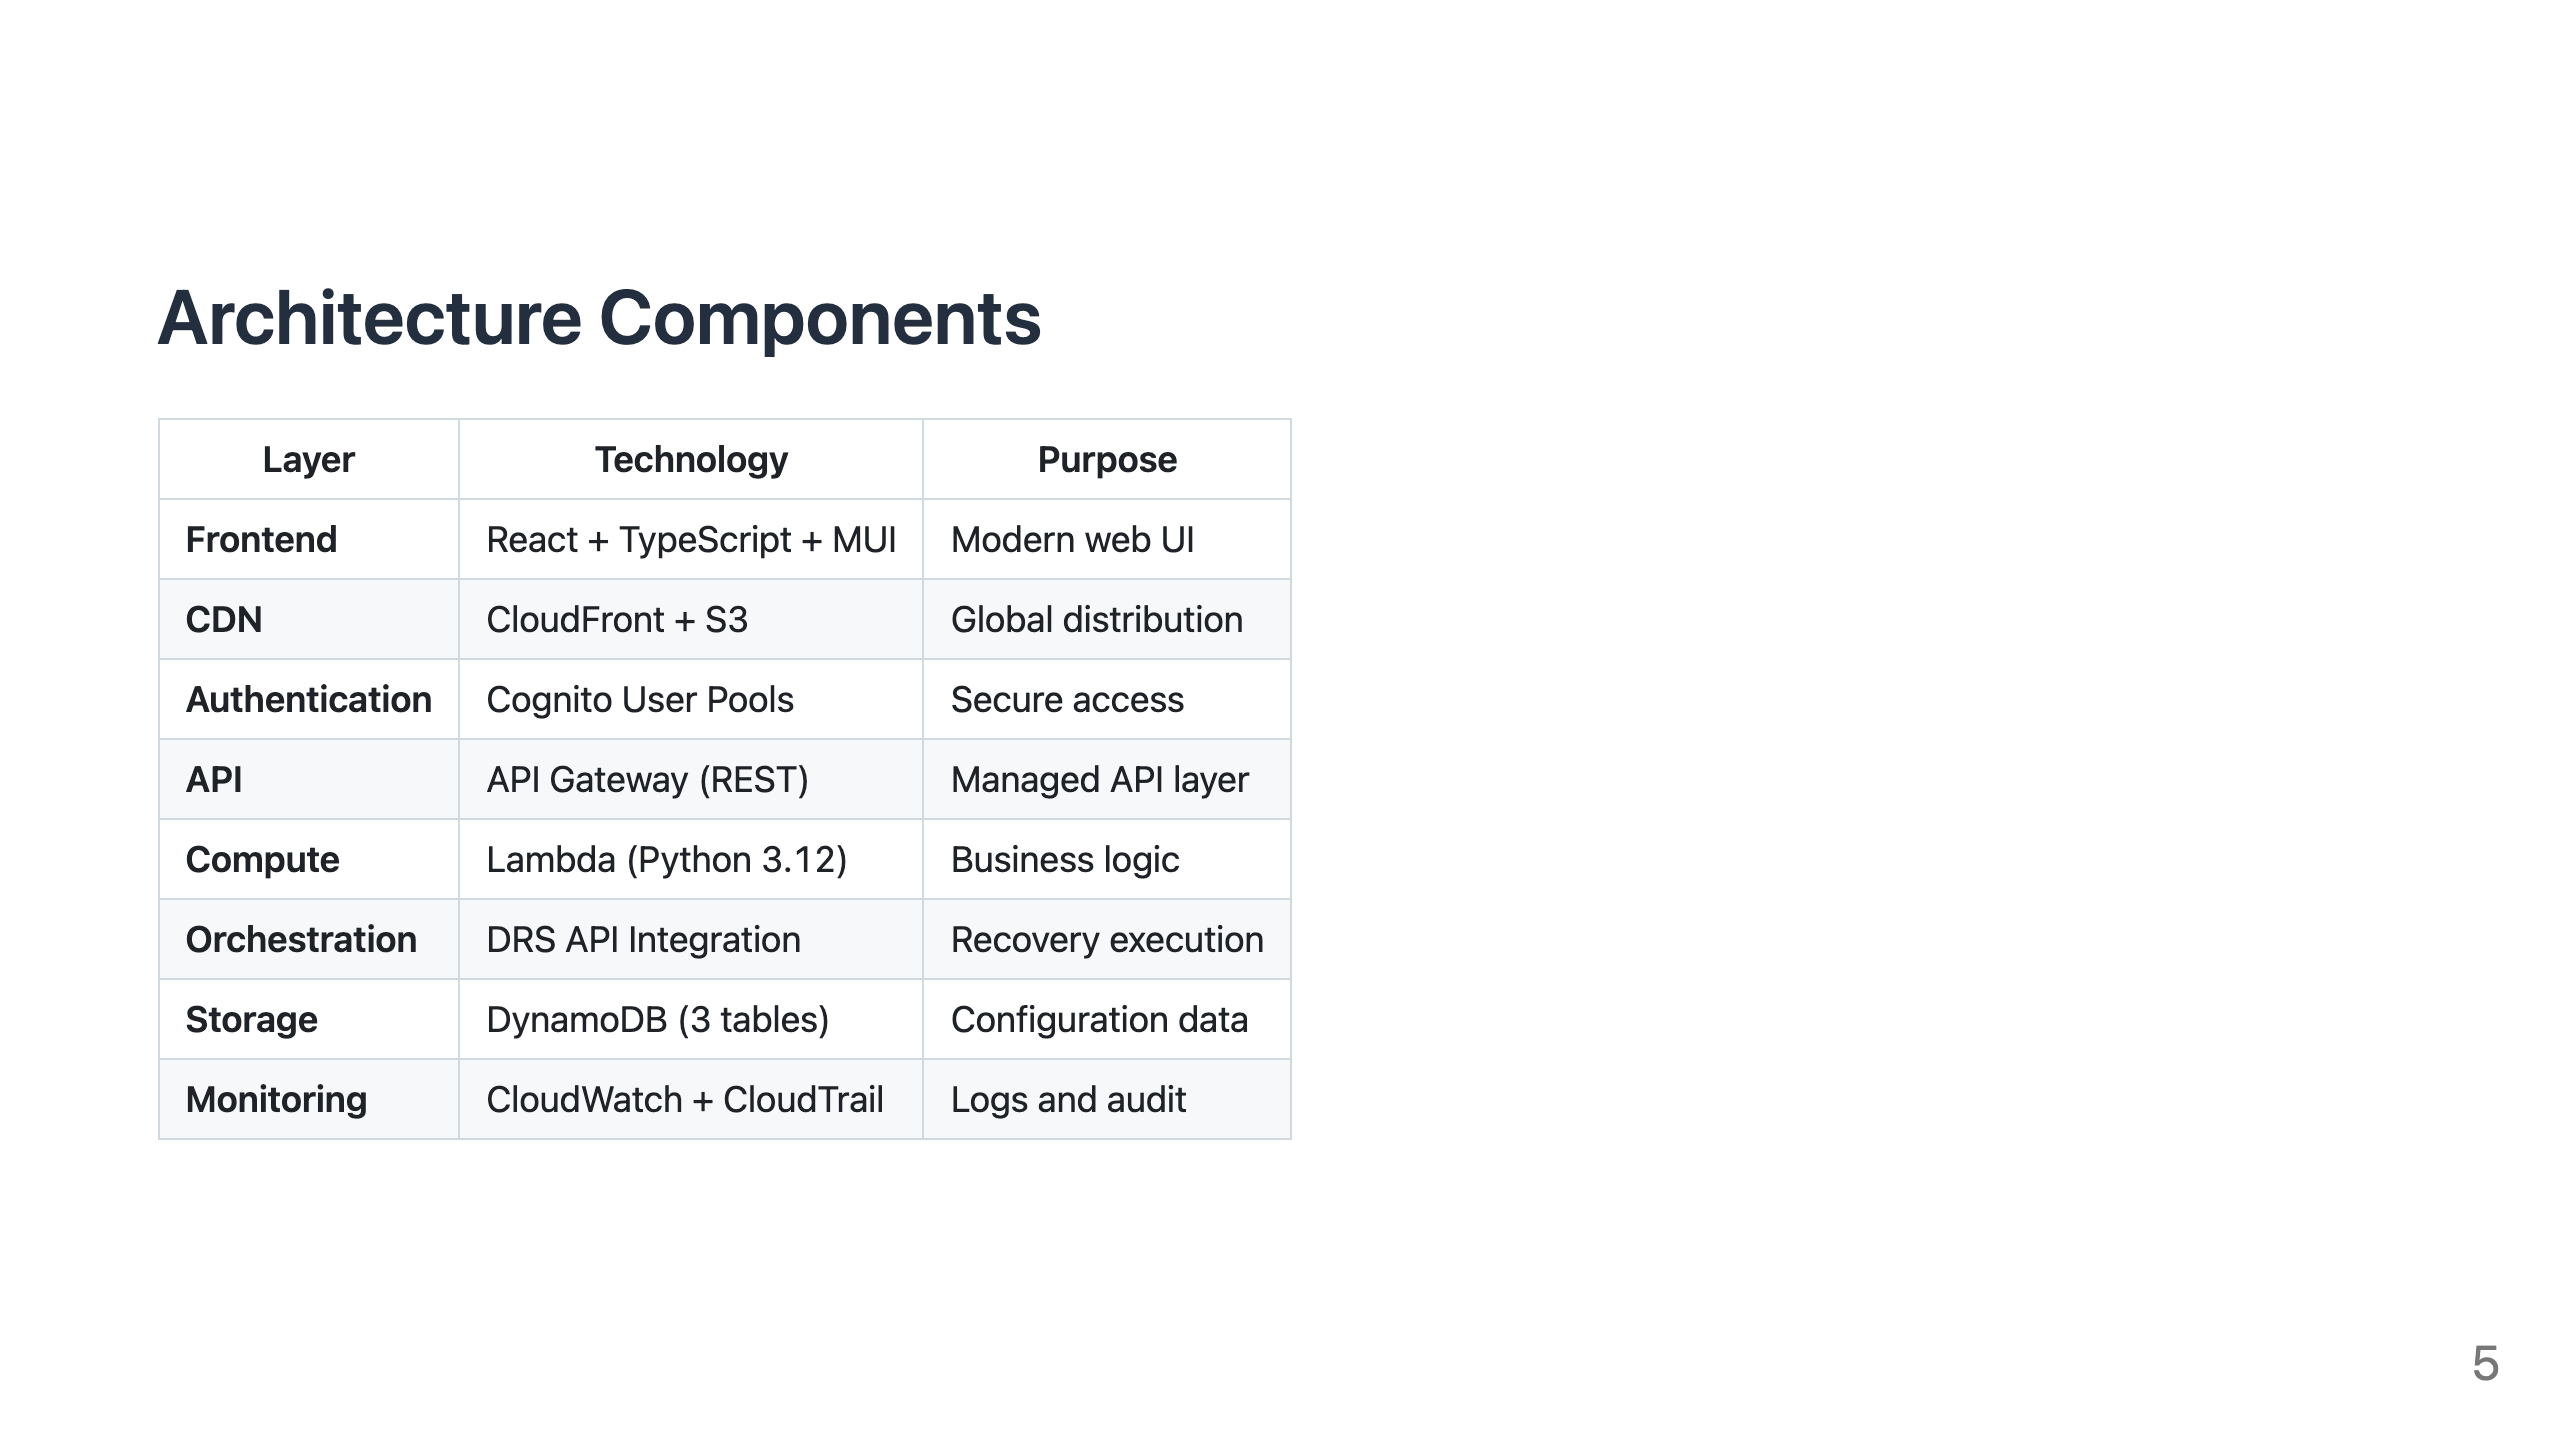 Architecture Components
Layer Technology Purpose
Frontend React + TypeScript + MUI Modern web UI
CDN CloudFront + S3 Global distribution
Authentication Cognito User Pools Secure access
API API Gateway (REST) Managed API layer
Compute Lambda (Python 3.12) Business logic
Orchestration DRS API Integration Recovery execution
Storage DynamoDB (3 tables) Configuration data
Monitoring CloudWatch + CloudTrail Logs and audit
5